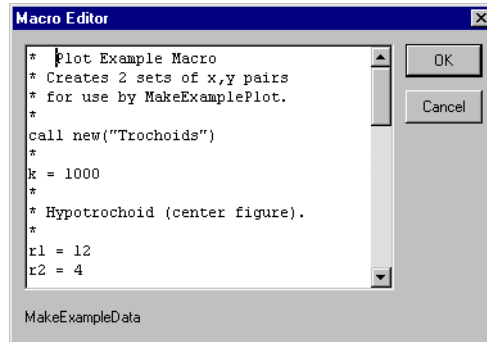 Macro Editor
*  Plot Example Macro
* Creates 2 sets of x,y pairs
* for use by MakeExamplePlot.
*
call new("Trochoids")
*
k = 1000
*
* Hypotrochoid (center figure).
*
r1 = 12
r2 = 4
OK
Cancel
MakeExampleData